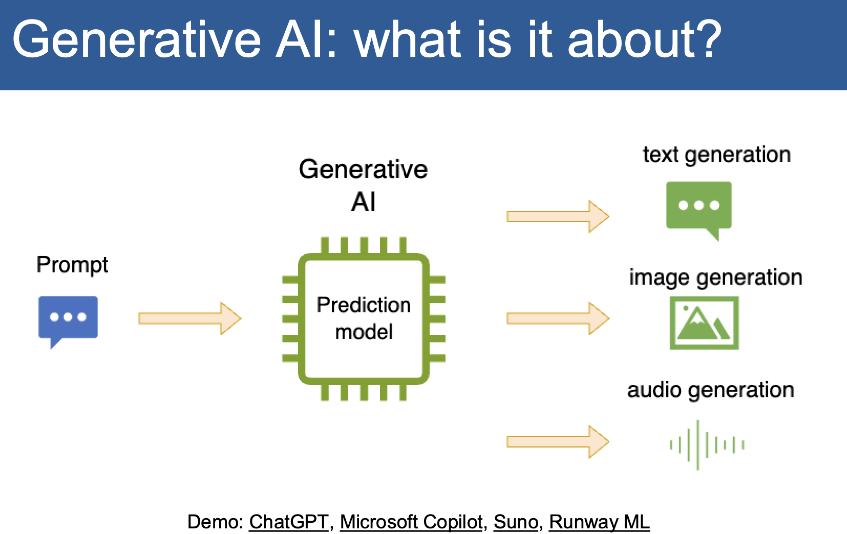 Generative AI: what is it about?
Prompt
Generative
AI
Prediction
model
text generation
image generation
audio generation
Demo: ChatGPT, Microsoft Copilot, Suno, Runway ML